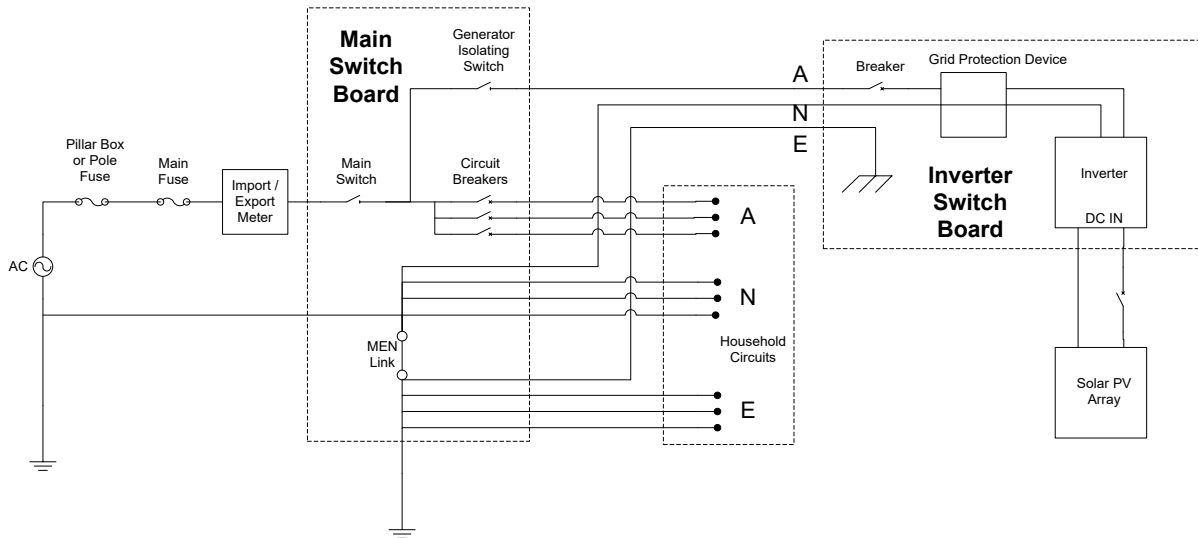 Main
Switch
Board
Generator
Isolating
Switch
A
N
E
Breaker
Grid Protection Device
Pillar Box
or Pole
Fuse
Main
Fuse
Import /
Export
Meter
Main
Switch
Circuit
Breakers
A
N
E
Household
Circuits
Inverter
Switch
Board
Inverter
DC IN
AC
MEN
Link
Solar PV
Array